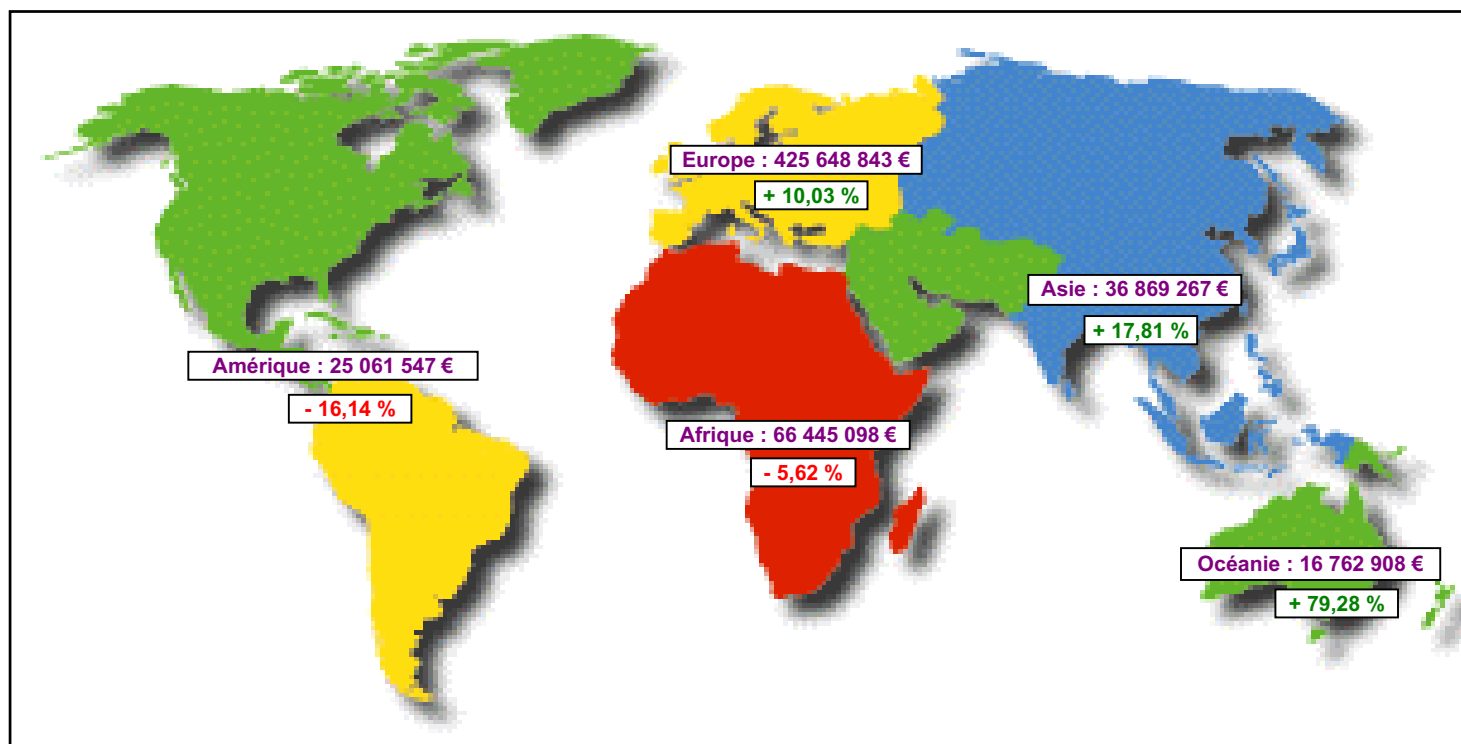 Europe : 425 648 843 €
+ 10,03 %
Asie : 36 869 267 €
+ 17,81 %
Amérique : 25 061 547 €
- 16,14 %
Afrique : 66 445 098 €
- 5,62 %
Océanie : 16 762 908 €
+ 79,28 %